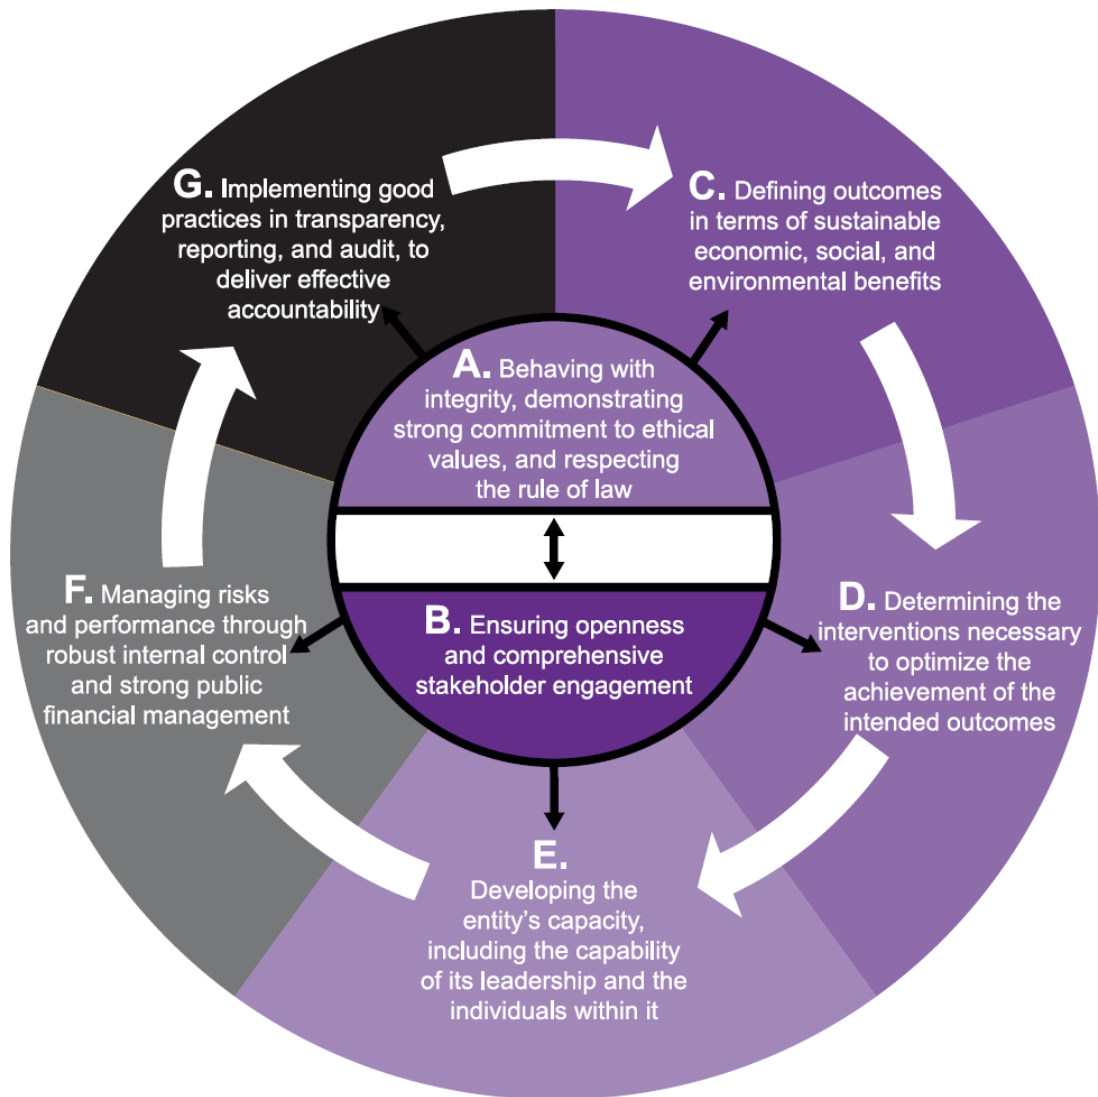 A. Behaving with
integrity, demonstrating
strong commitment to ethical
values, and respecting
the rule of law
B. Ensuring openness
and comprehensive
stakeholder engagement
C. Defining outcomes
in terms of sustainable
economic, social, and
environmental benefits
D. Determining the
interventions necessary
to optimize the
achievement of the
intended outcomes
E.
Developing the
entity's capacity,
including the capability
of its leadership and the
individuals within it
F. Managing risks
and performance through
robust internal control
and strong public
financial management
G. Implementing good
practices in transparency,
reporting, and audit, to
deliver effective
accountability